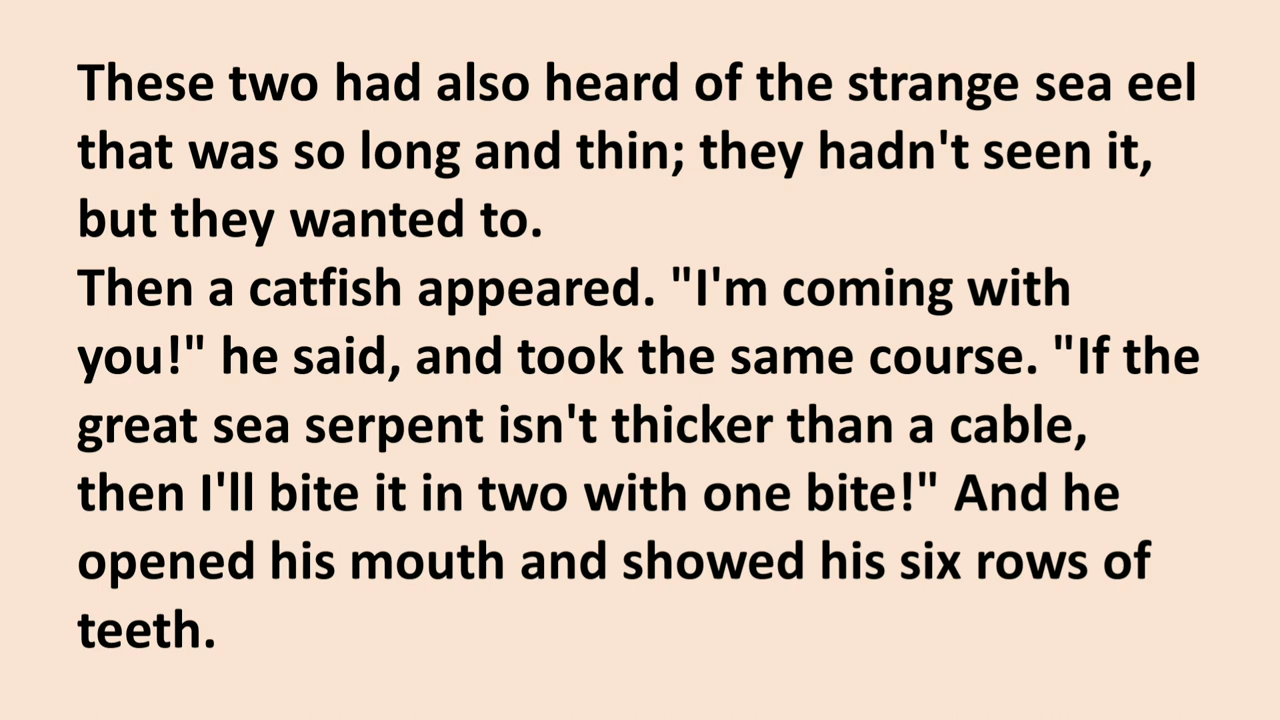 These two had also heard of the strange sea eel
that was so long and thin; they hadn't seen it,
but they wanted to.
Then a catfish appeared. "I'm coming with
you!" he said, and took the same course. "If the
great sea serpent isn't thicker than a cable,
then I'll bite it in two with one bite!" And he
opened his mouth and showed his six rows of
teeth.